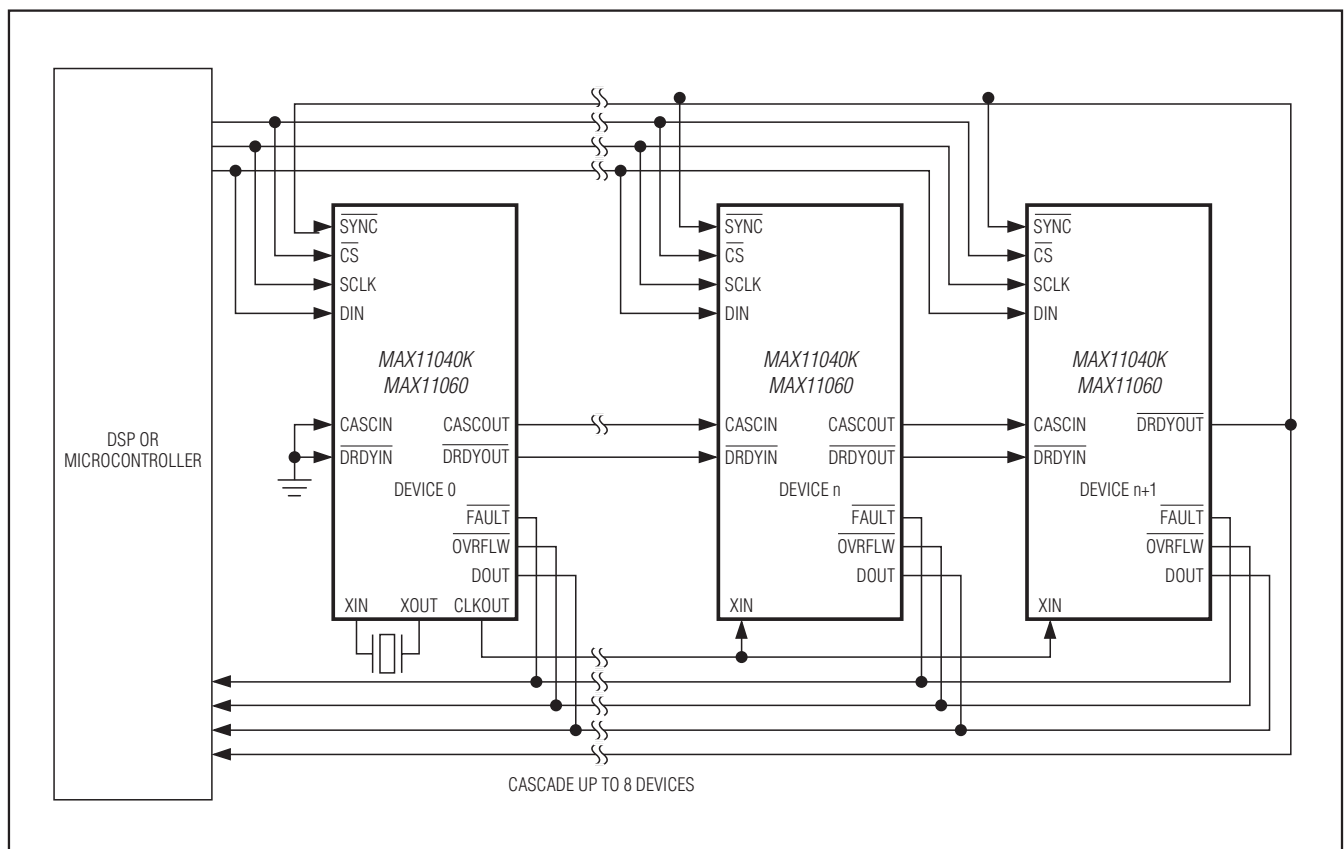 DSP OR
MICROCONTROLLER
SYNC
CS
SCLK
DIN
MAX11040K
MAX11060
CASCIN
CASCOUT
DRDYIN
DRDYOUT
DEVICE 0
FAULT
OVRFLW
DOUT
XIN
XOUT
CLKOUT
SYNC
CS
SCLK
DIN
MAX11040K
MAX11060
CASCIN
CASCOUT
DRDYIN
DRDYOUT
DEVICE n
FAULT
OVRFLW
DOUT
XIN
SYNC
CS
SCLK
DIN
MAX11040K
MAX11060
CASCIN
DRDYOUT
DRDYIN
DEVICE n+1
FAULT
OVRFLW
DOUT
XIN
CASCADE UP TO 8 DEVICES